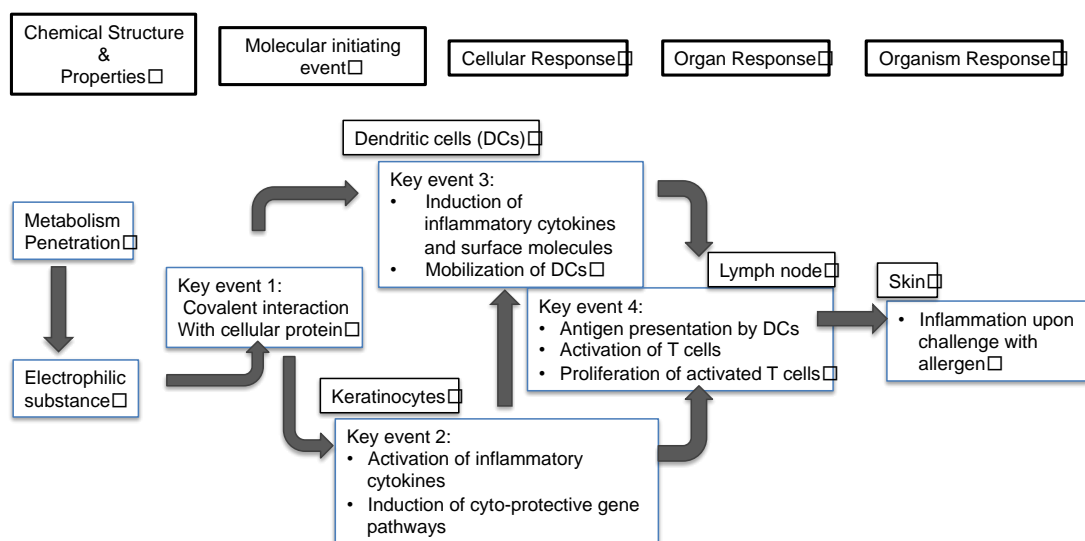 Chemical Structure
&
Properties□
Molecular initiating
event□
Cellular Response□
Organ Response□
Organism Response□
Dendritic cells (DCs)□
Key event 3:
• Induction of
inflammatory cytokines
and surface molecules
• Mobilization of DCs□
Metabolism
Penetration□
Key event 1:
Covalent interaction
With cellular protein□
Electrophilic
substance□
Lymph node□
Key event 4:
• Antigen presentation by DCs
• Activation of T cells
• Proliferation of activated T cells□
Skin□
• Inflammation upon
challenge with
allergen□
Keratinocytes□
Key event 2:
• Activation of inflammatory
cytokines
• Induction of cyto-protective gene
pathways